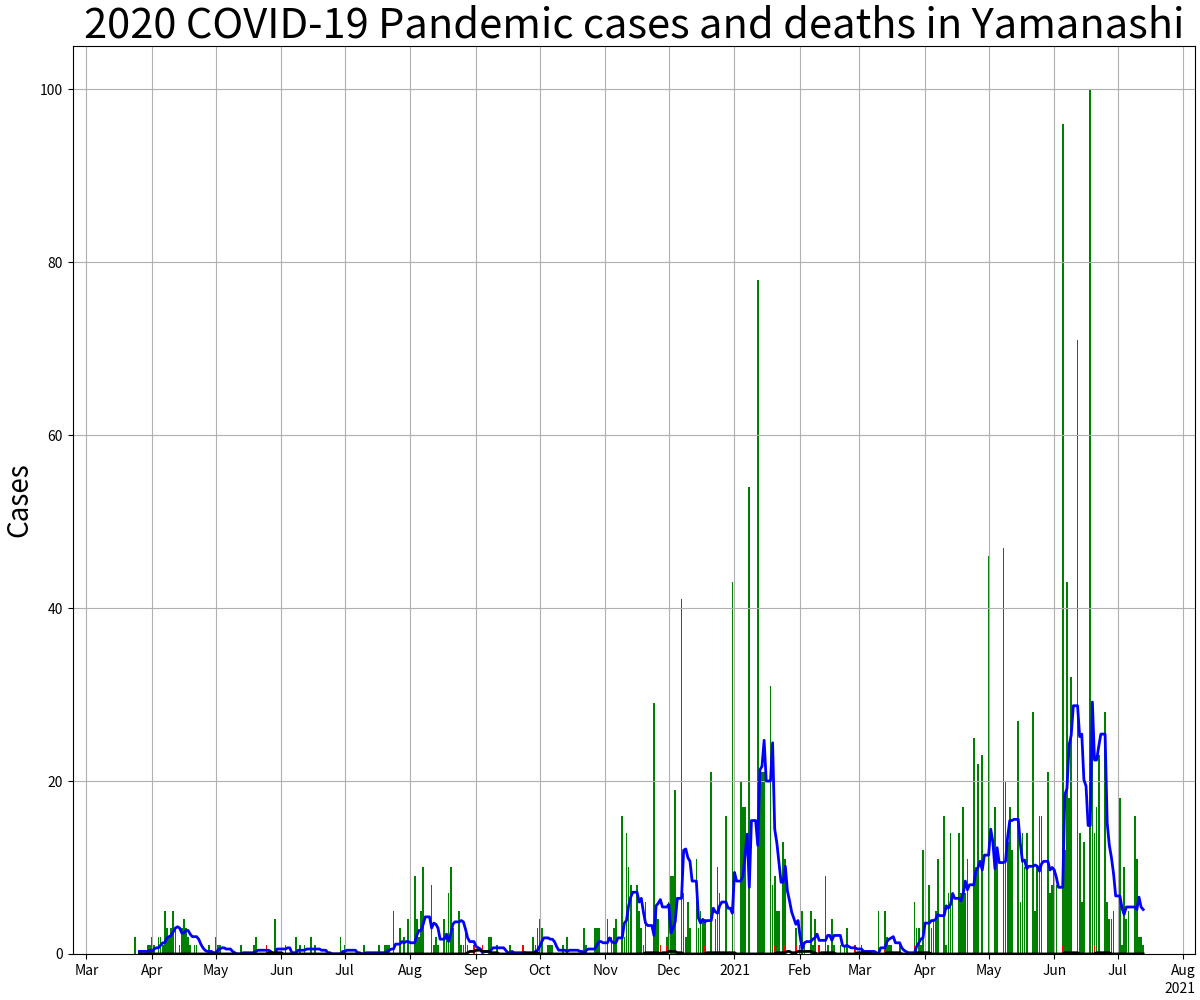 2020 COVID-19 Pandemic cases and deaths in Yamanashi
100
80
60
40
20
0
Cases
Mar Apr May Jun Jul Aug Sep Oct Nov Dec 2021 Feb Mar Apr May Jun Jul Aug
2021